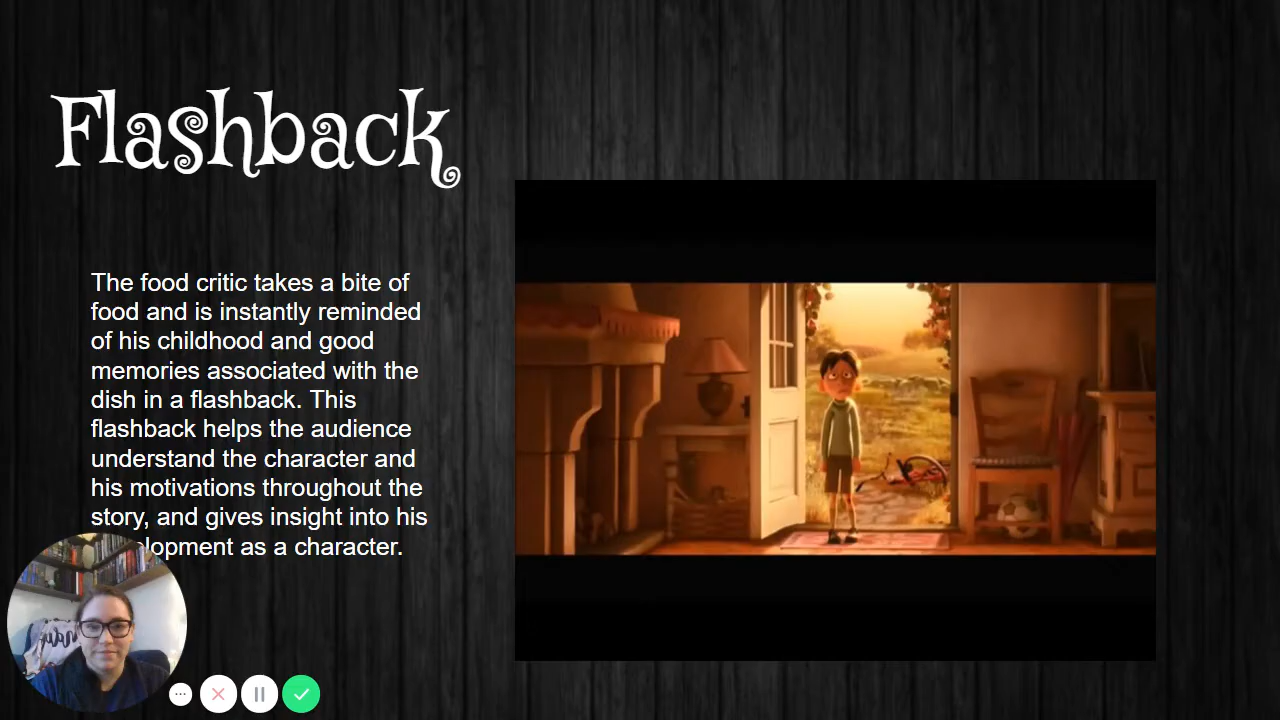 Flashback
The food critic takes a bite of
food and is instantly reminded
of his childhood and good
memories associated with the
dish in a flashback. This
flashback helps the audience
understand the character and
his motivations throughout the
story, and gives insight into his
as a character.